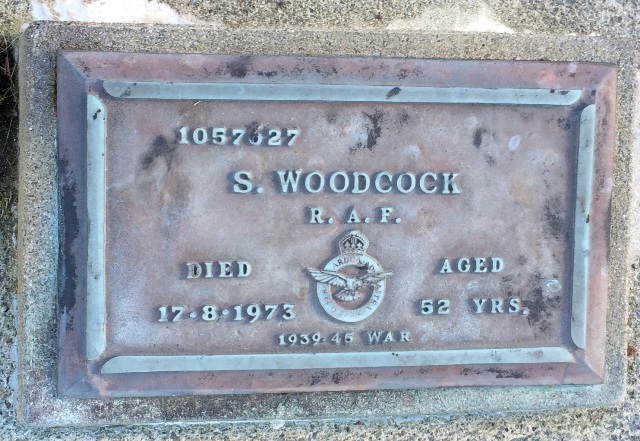 S. WOODCOCK
R. A. F.
DIED
17·8·1973
AGED
52 YRS.
1939-45 WAR